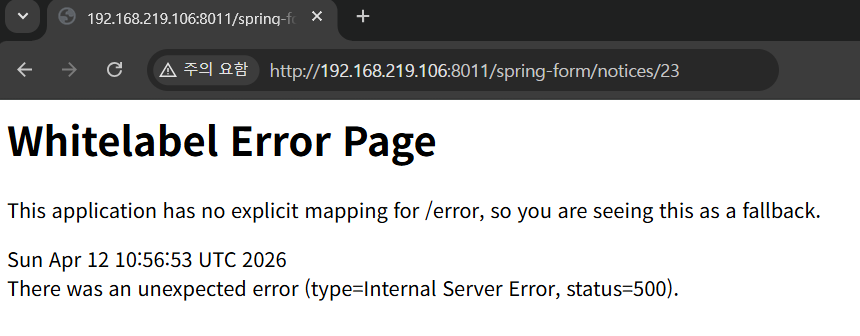 192.168.219.106:8011/spring-fo
주의 요함 http://192.168.219.106:8011/spring-form/notices/23
Whitelabel Error Page
This application has no explicit mapping for /error, so you are seeing this as a fallback.
Sun Apr 12 10:56:53 UTC 2026
There was an unexpected error (type=Internal Server Error, status=500).